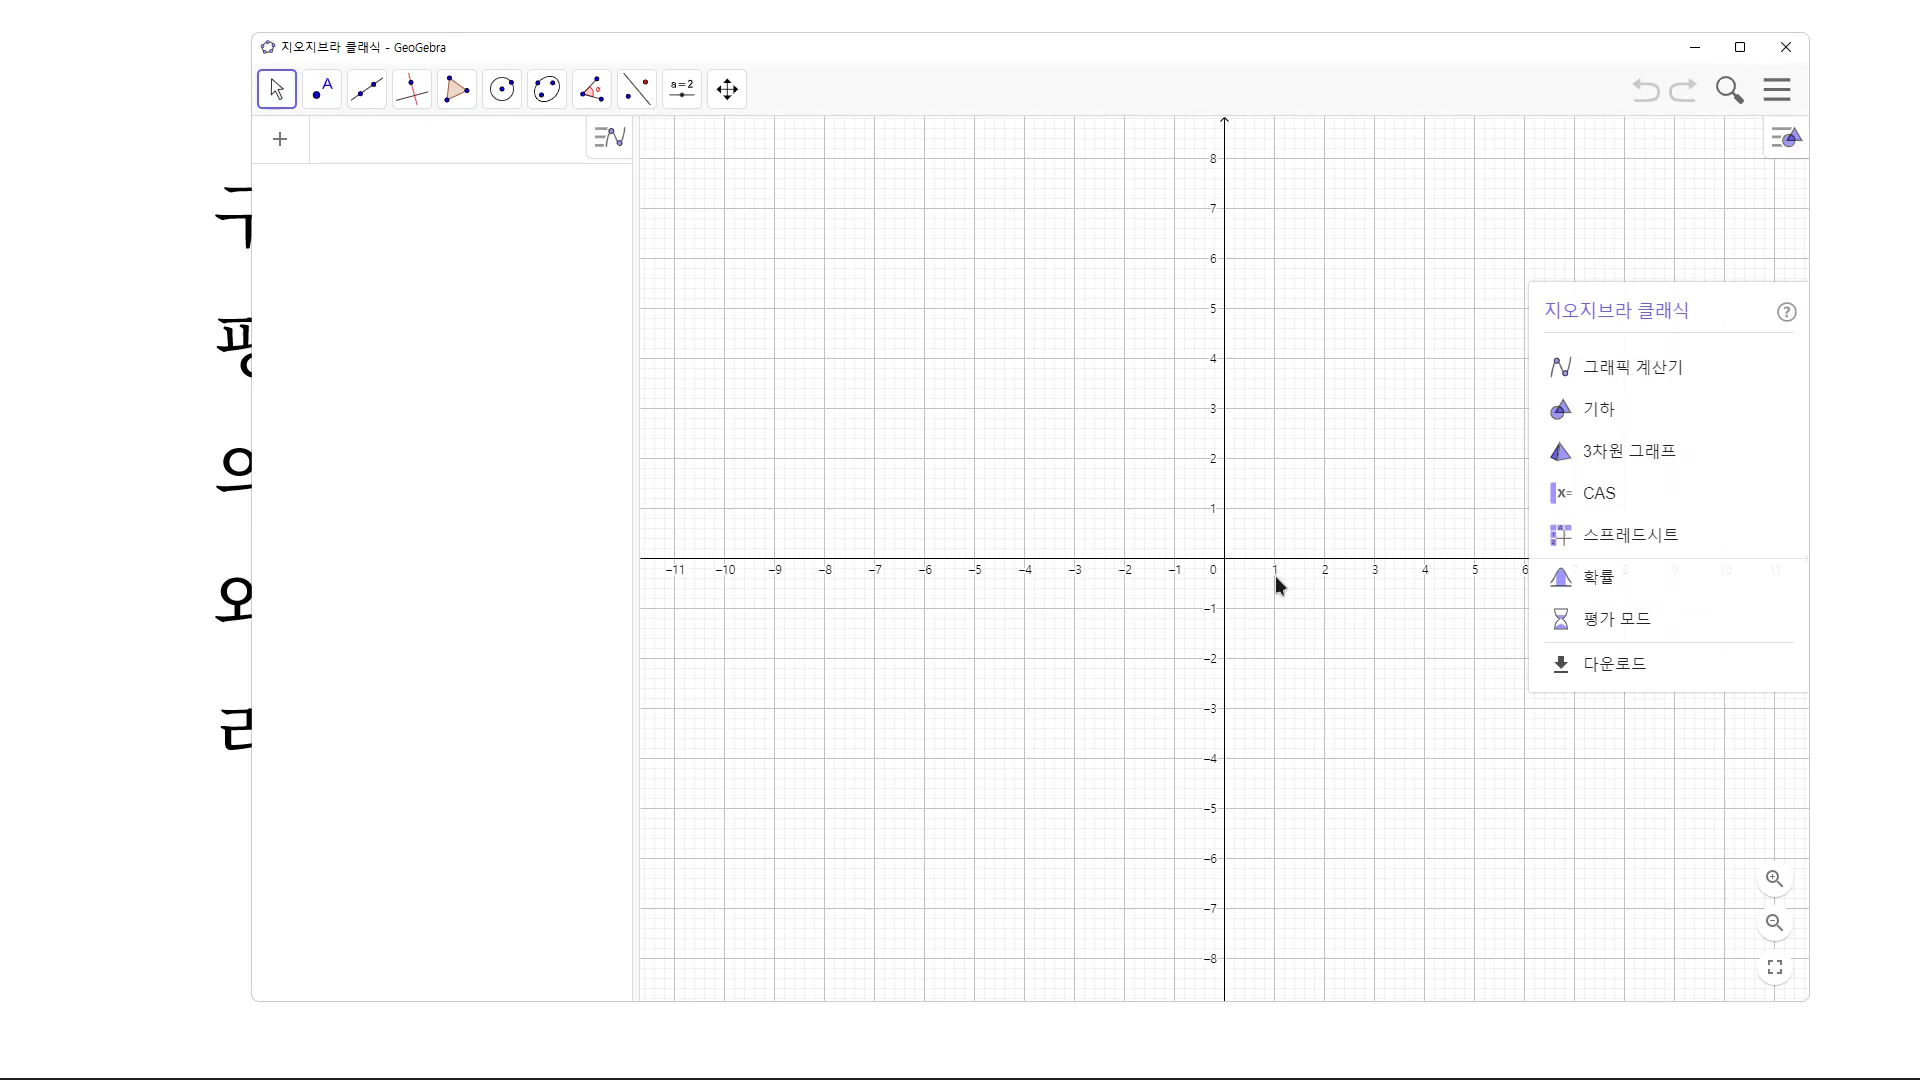 지오지브라 클래식 - GeoGebra
A
a=2
지오지브라 클래식
그래픽 계산기
기하
3차원 그래프
CAS
스프레드시트
확률
평가 모드
다운로드
8
7
6
5
4
3
2
1
−11 −10 −9 −8 −7 −6 −5 −4 −3 −2 −1 0 1 2 3 4 5 6 8 9 10 11
−1
−2
−3
−4
−5
−6
−7
−8